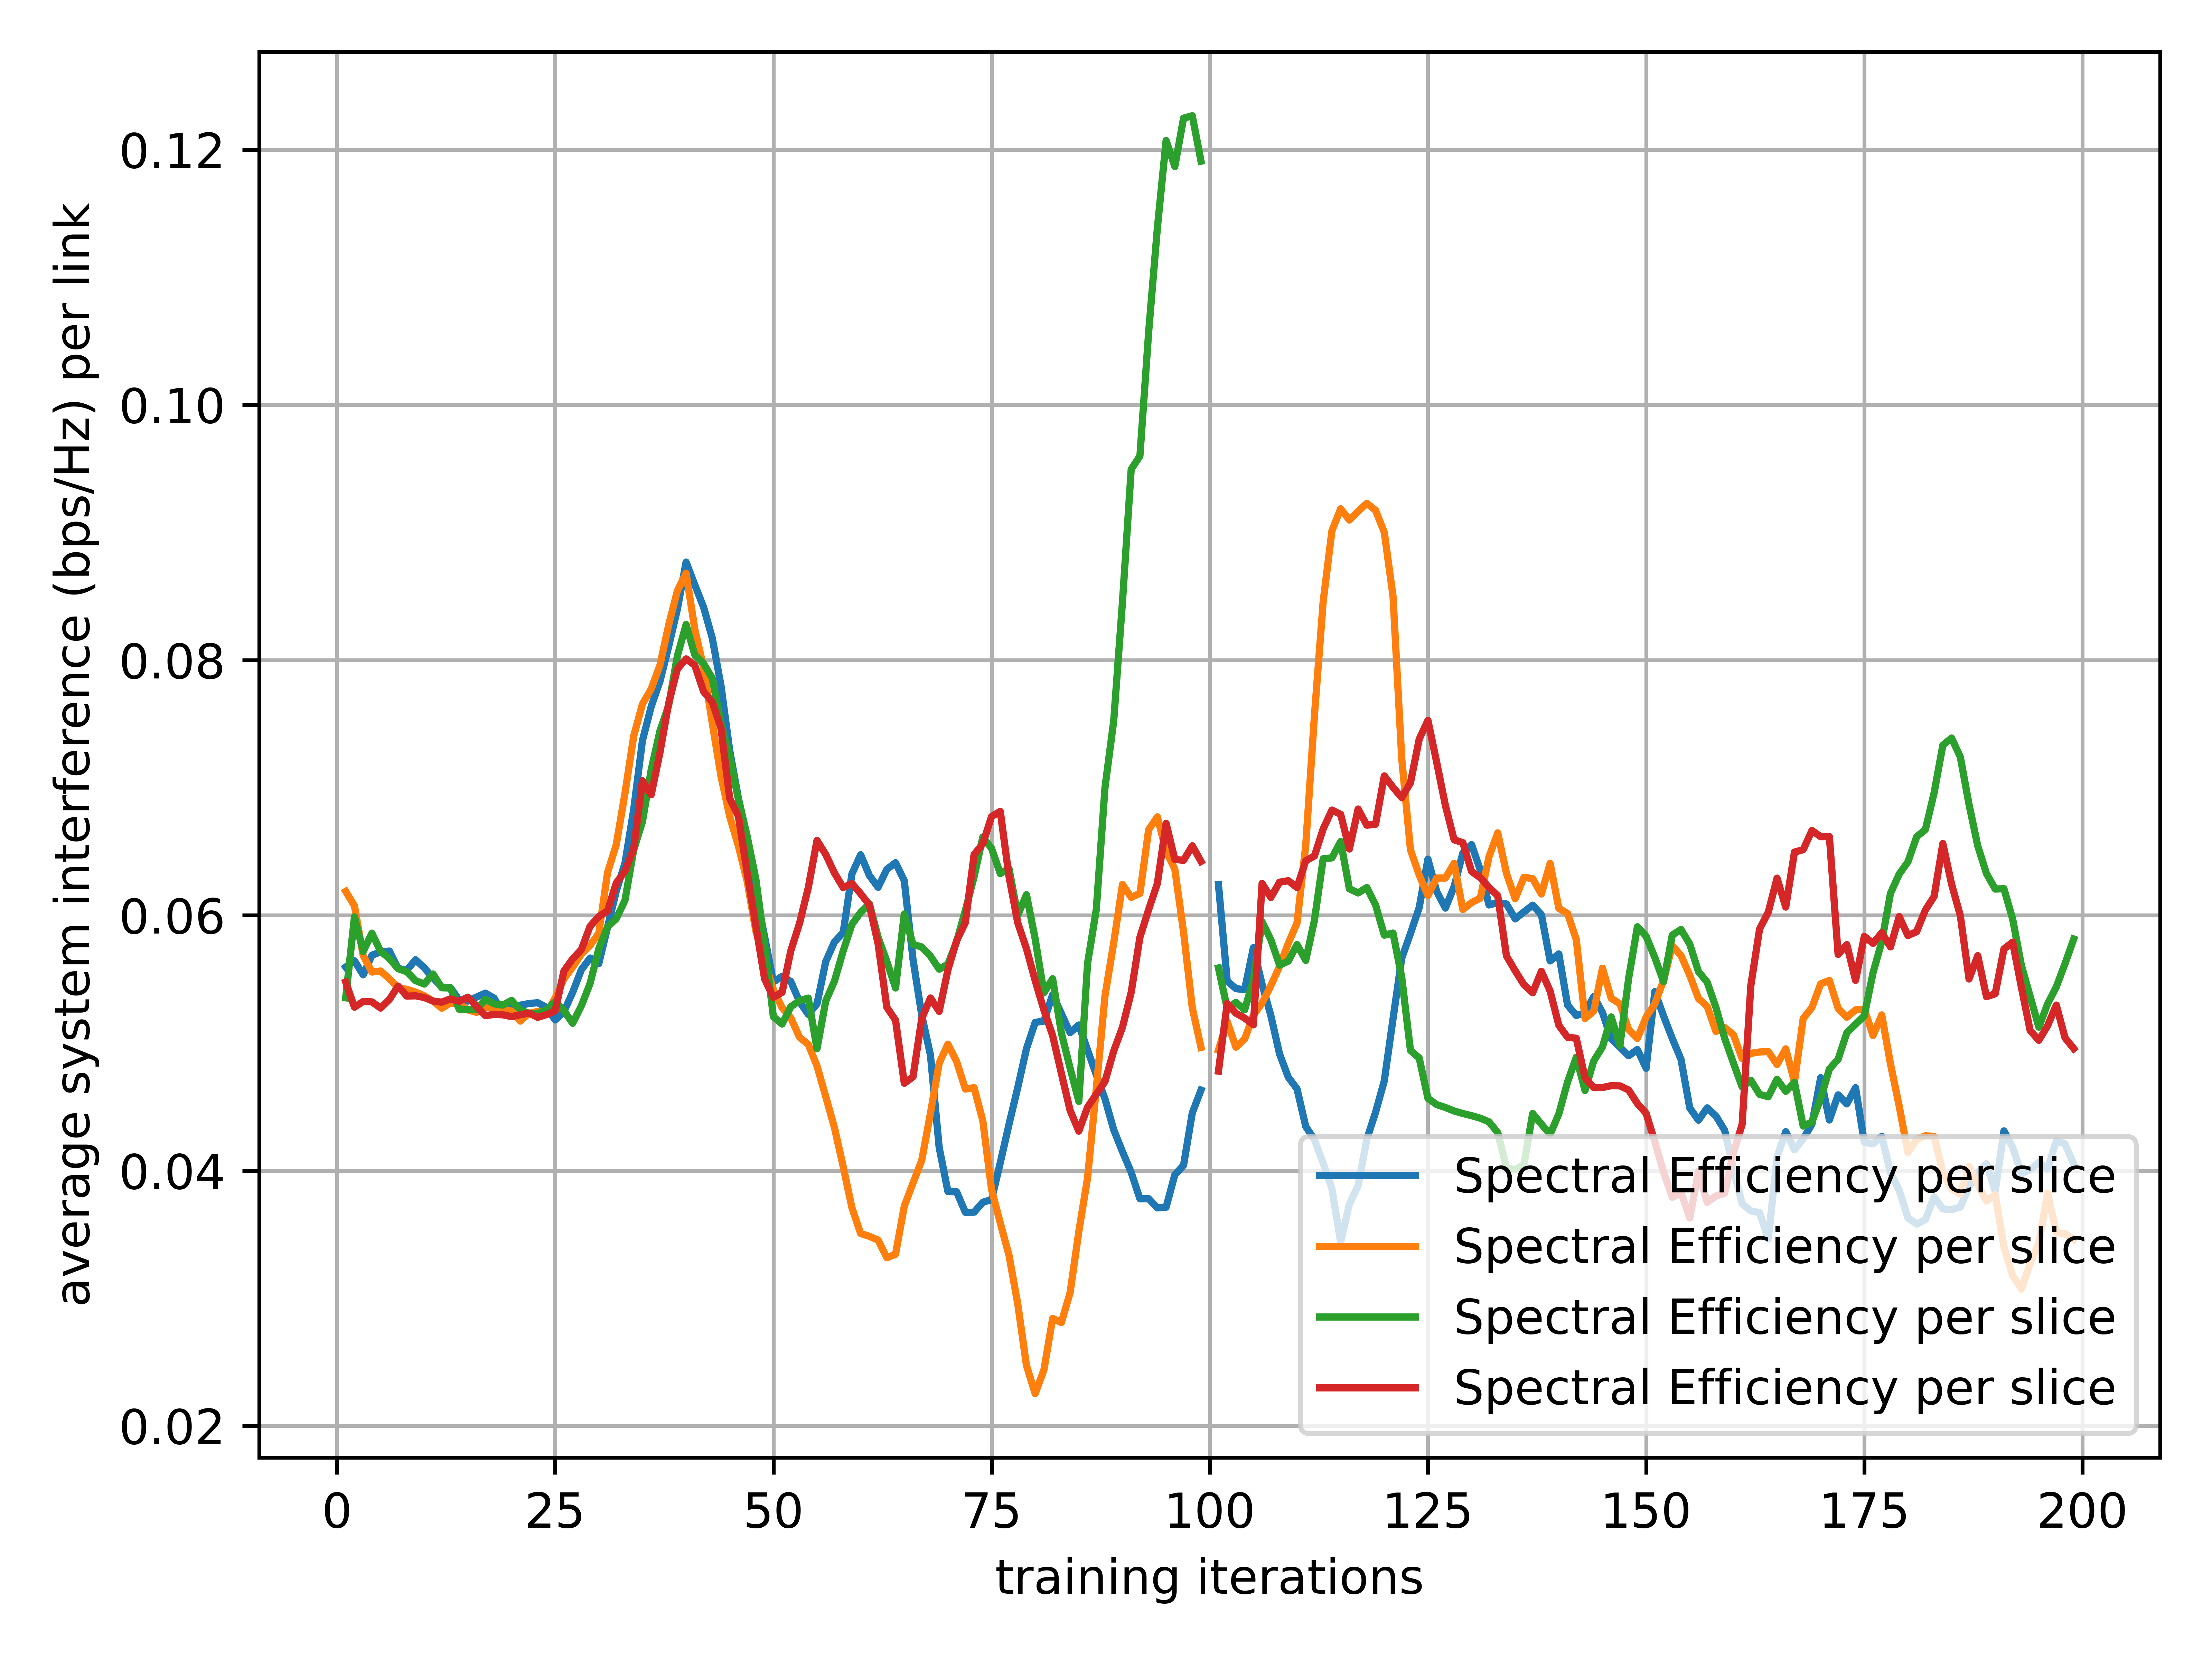 average system interference (bps/Hz) per link
0.12
0.10
0.08
0.06
0.04
0.02
Spectral Efficiency per slice
Spectral Efficiency per slice
Spectral Efficiency per slice
Spectral Efficiency per slice
0 25 50 75 100 125 150 175 200
training iterations